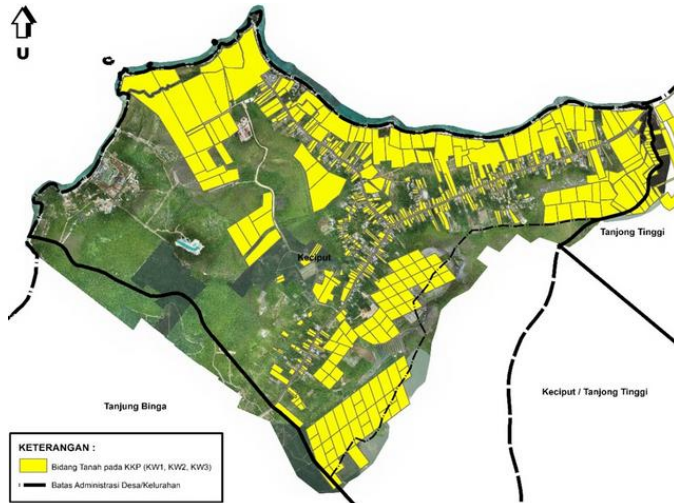 U
Keciput
Tanjong Tinggi
Keciput / Tanjong Tinggi
Tanjung Binga
KETERANGAN :
Bidang Tanah pada KKP (KW1, KW2, KW3)
Batas Administrasi Desa/Kelurahan